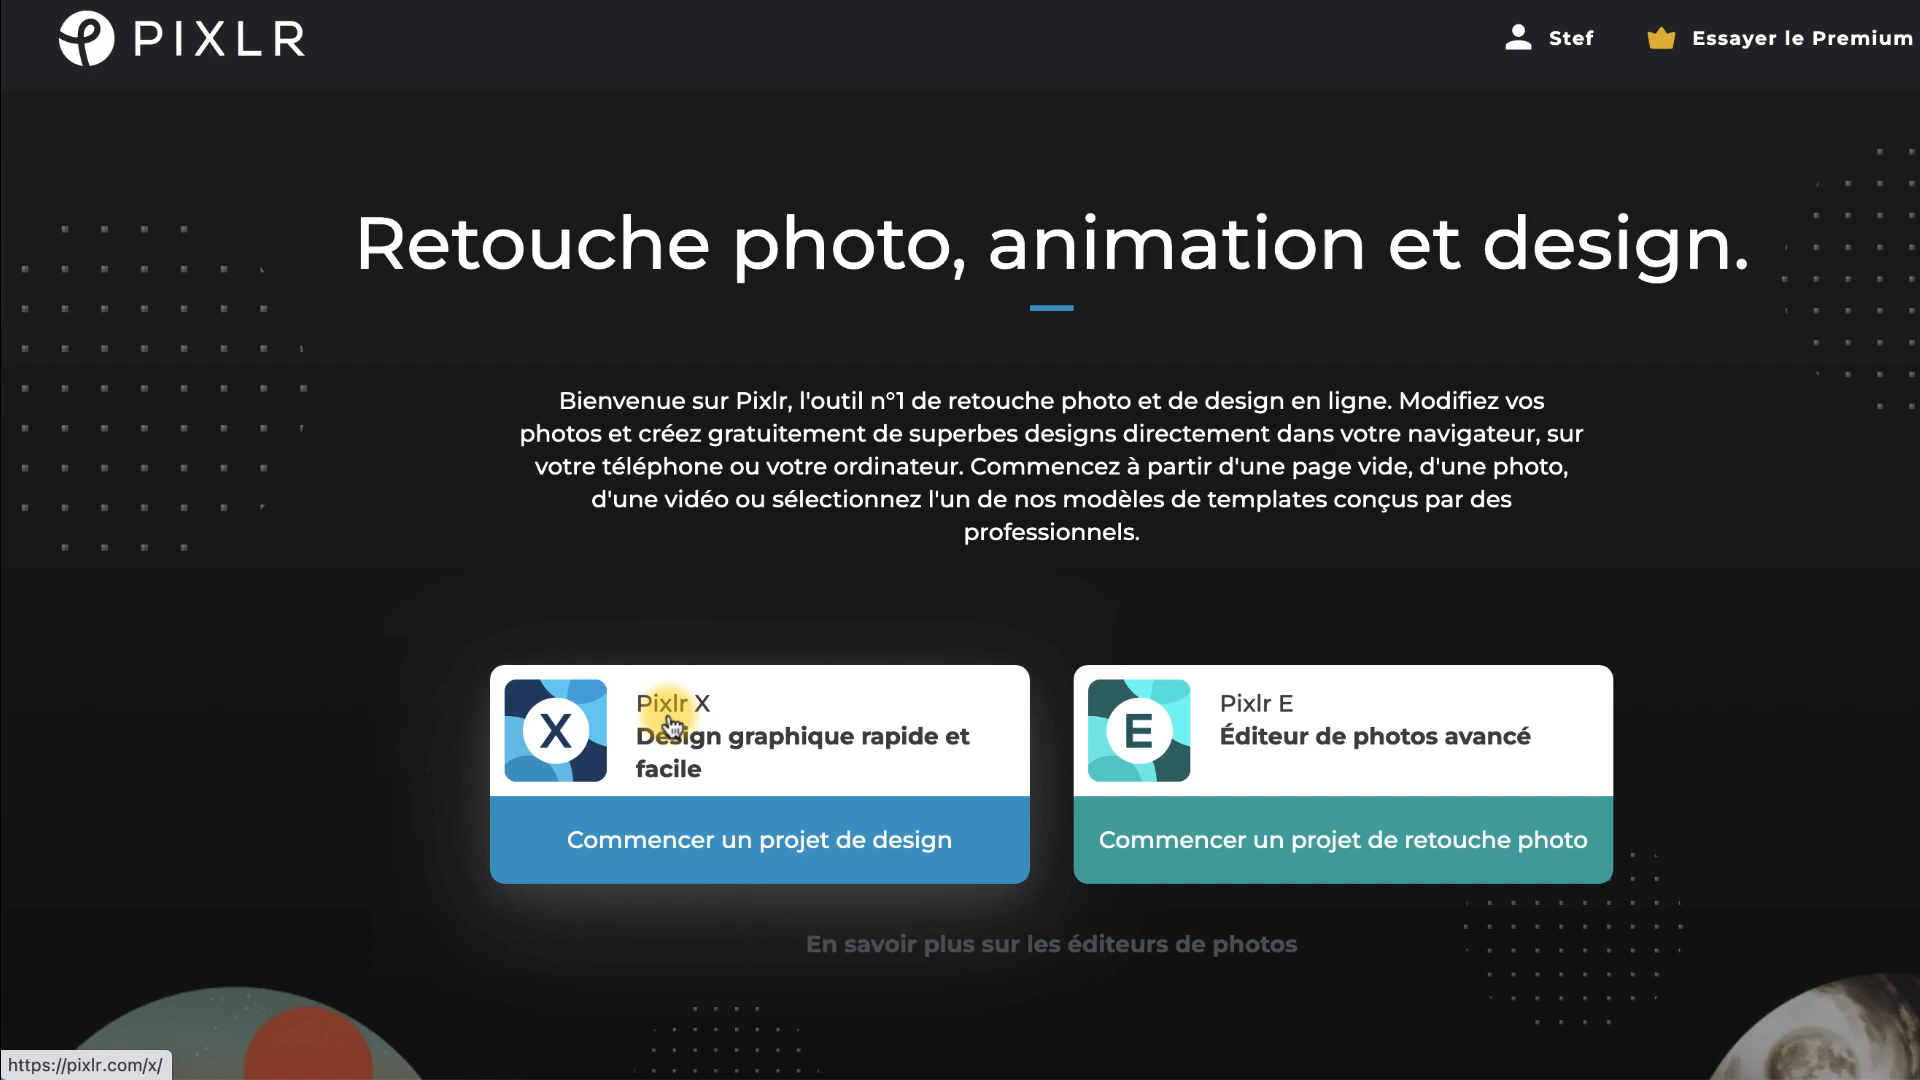 PIXLR
Stef
Essayer le Premium
Retouche photo, animation et design.
Bienvenue sur Pixlr, l'outil n°1 de retouche photo et de design en ligne. Modifiez vos
photos et créez gratuitement de superbes designs directement dans votre navigateur, sur
votre téléphone ou votre ordinateur. Commencez à partir d'une page vide, d'une photo,
d'une vidéo ou sélectionnez l'un de nos modèles de templates conçus par des
professionnels.
X
Pixlr X
Design graphique rapide et
facile
Commencer un projet de design
E
Pixlr E
Éditeur de photos avancé
Commencer un projet de retouche photo
En savoir plus sur les éditeurs de photos
https://pixlr.com/x/